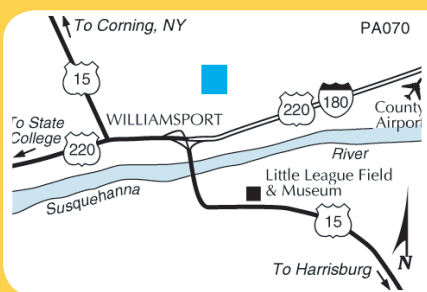 To Corning, NY
PA070
15
WILLIAMSPORT
220
180
County
Airport
To State
College
220
River
Susquehanna
Little League Field
& Museum
15
To Harrisburg
N